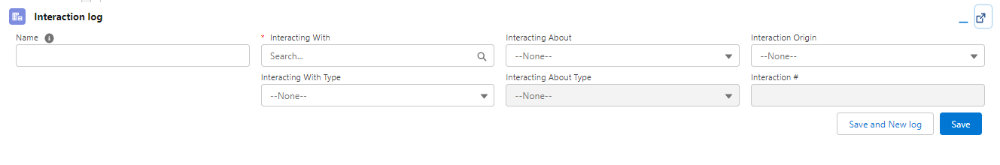 Interaction log
Name
* Interacting With
Interacting About
Interaction Origin
Search...
--None--
--None--
Interacting With Type
Interacting About Type
Interaction #
--None--
--None--
Save and New log
Save